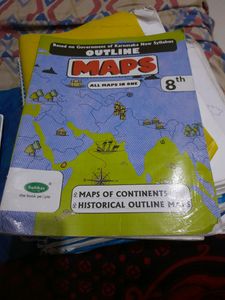 Based on Government of Karnataka New Syllabus
OUTLINE
MAPS
ALL MAPS IN ONE
8th
MAPS OF CONTINENTS
HISTORICAL OUTLINE MAPS